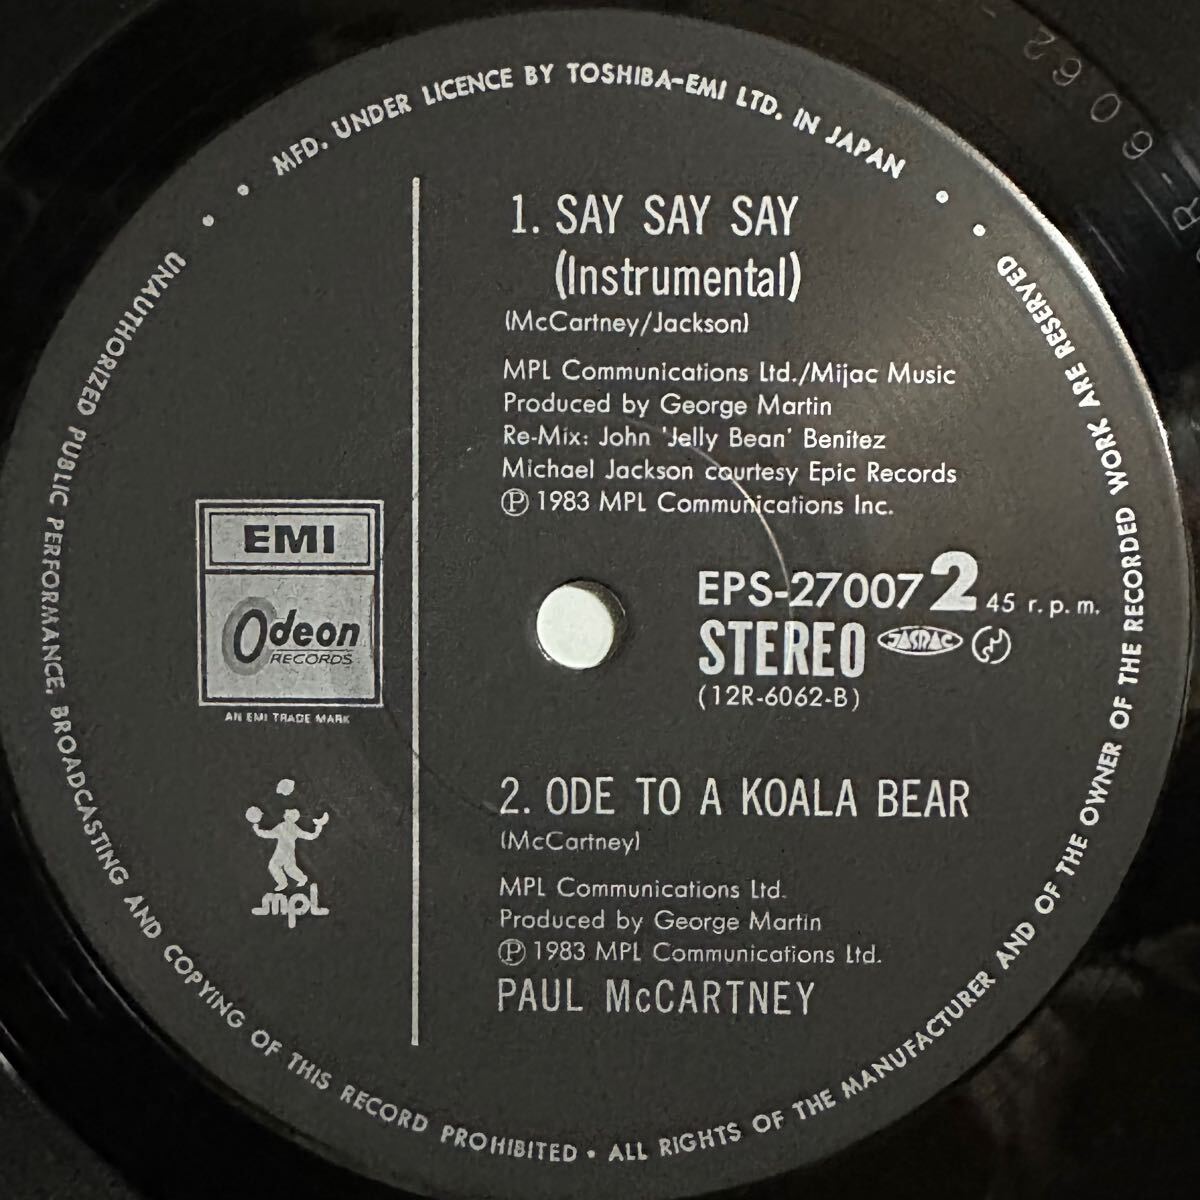 MFD. UNDER LICENCE BY TOSHIBA-EMI LTD. IN JAPAN
1. SAY SAY SAY
(Instrumental)
(McCartney/Jackson)
MPL Communications Ltd./Mijac Music
Produced by George Martin
Re-Mix: John 'Jelly Bean' Benitez
Michael Jackson courtesy Epic Records
℗ 1983 MPL Communications Inc.
EMI
Odeon
RECORDS
AN EMI TRADE MARK
EPS-27007 2 45 r.p.m.
STEREO JASRAC
(12R-6062-B)
mpl
2. ODE TO A KOALA BEAR
(McCartney)
MPL Communications Ltd.
Produced by George Martin
℗ 1983 MPL Communications Ltd.
PAUL McCARTNEY
UNAUTHORIZED PUBLIC PERFORMANCE, BROADCASTING AND COPYING OF THIS RECORD PROHIBITED • ALL RIGHTS OF THE MANUFACTURER AND OF THE OWNER OF THE RECORDED WORK ARE RESERVED
R 6062